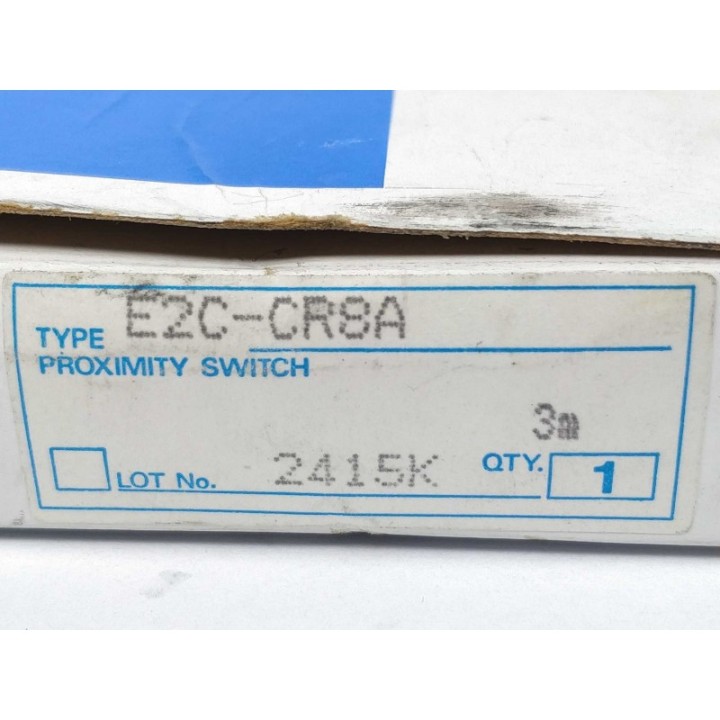 TYPE E2C-CR8A
PROXIMITY SWITCH
3m
LOT No. 2415K QTY. 1